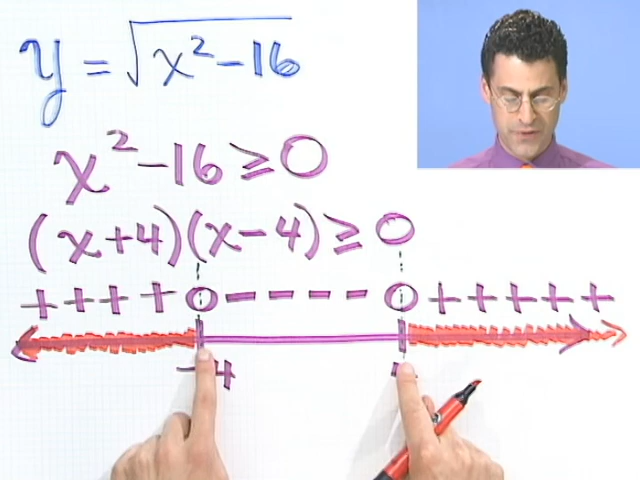 y = √x² - 16
x² - 16 ≥ 0
(x + 4)(x - 4) ≥ 0
+ + + + 0 - - - - 0 + + + + +
-4